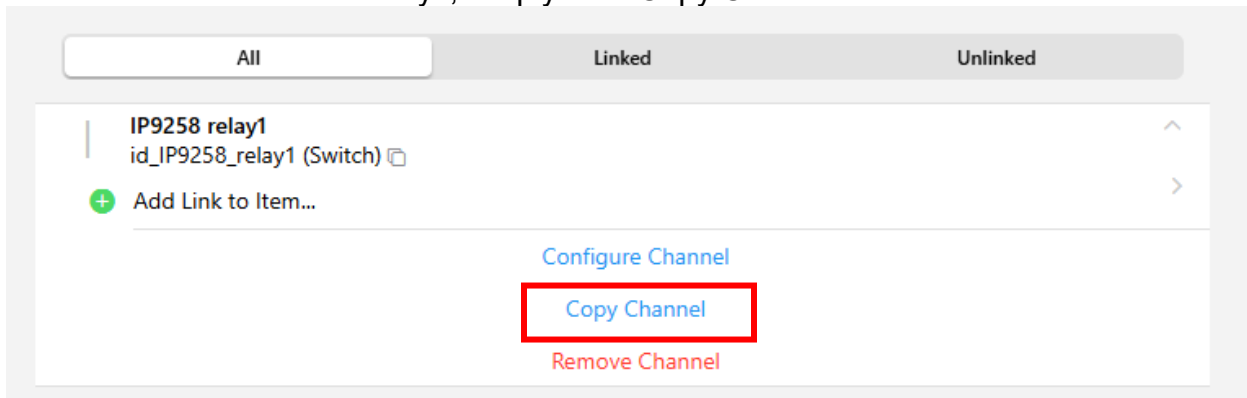 All Linked Unlinked
IP9258 relay1
id_IP9258_relay1 (Switch)
Add Link to Item...
Configure Channel
Copy Channel
Remove Channel